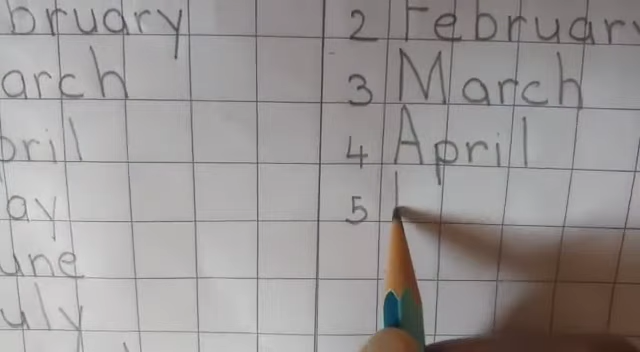 bruary 2 Februar
arch 3 March
pril 4 April
ay 5
une
uly